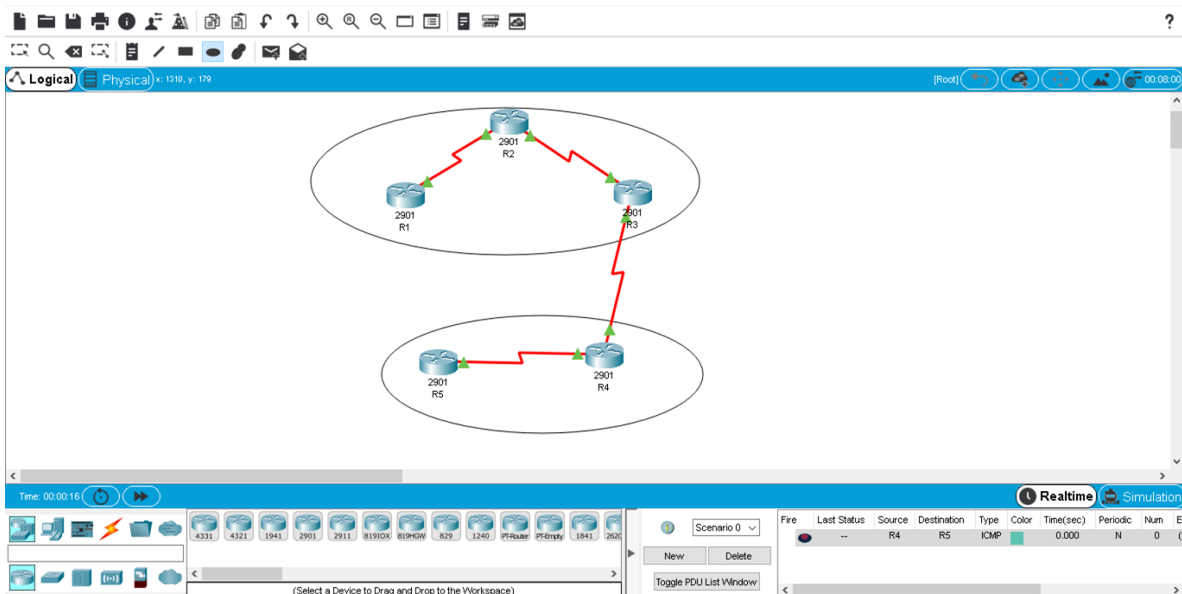 ?
Logical
Physical
x: 1310, y: 179
[Root]
00:08:00
2901
R2
2901
R1
2901
R3
2901
R5
2901
R4
Time: 00:00:16
Realtime
Simulation
4331
4321
1941
2901
2911
819IOX
819HGW
829
1240
PT-Router
PT-Empty
1841
2620
(Select a Device to Drag and Drop to the Workspace)
Scenario 0
New
Delete
Toggle PDU List Window
Fire Last Status Source Destination Type Color Time(sec) Periodic Num E
-- R4 R5 ICMP 0.000 N 0 (